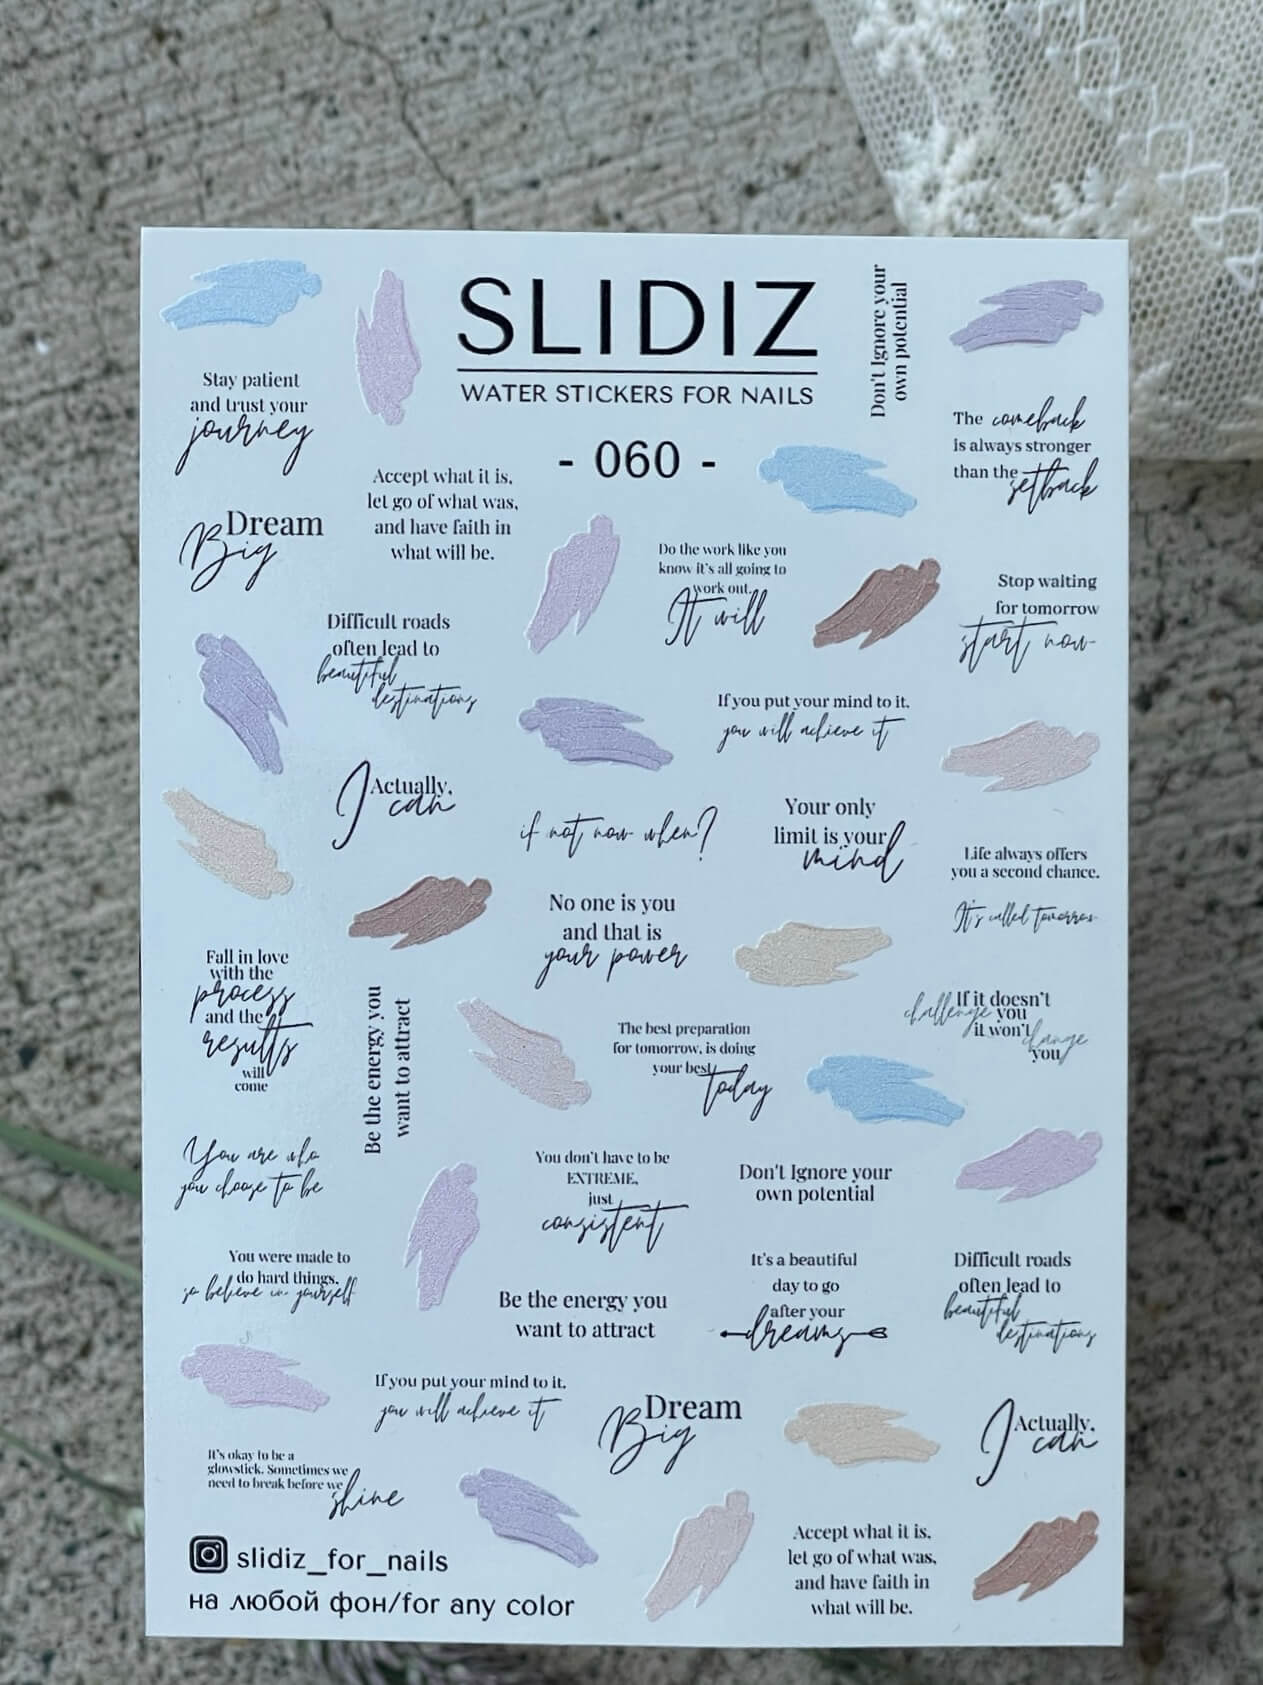 SLIDIZ
WATER STICKERS FOR NAILS
- 060 -
Don't Ignore your
own potential
Stay patient
and trust your
journey
The comeback
is always stronger
than the setback
Accept what it is,
let go of what was,
and have faith in
what will be.
Dream
Big
Do the work like you
know it's all going to
work out.
It will
Stop waiting
for tomorrow
start now
Difficult roads
often lead to
beautiful
destinations
If you put your mind to it,
you will achieve it
Actually,
I can
if not now when?
Your only
limit is your
mind
Life always offers
you a second chance.
It's called tomorrow
No one is you
and that is
your power
Fall in love
with the
process
and the
results
will
come
Be the energy you
want to attract
The best preparation
for tomorrow, is doing
your best
today
If it doesn't
challenge you
it won't change
you
You are who
you choose to be
You don't have to be
EXTREME,
just
consistent
Don't Ignore your
own potential
You were made to
do hard things.
so believe in yourself
Be the energy you
want to attract
It's a beautiful
day to go
after your
dreams
Difficult roads
often lead to
beautiful
destinations
If you put your mind to it,
you will achieve it
Dream
Big
Actually,
I can
It's okay to be a
glowstick. Sometimes we
need to break before we
shine
Accept what it is,
let go of what was,
and have faith in
what will be.
slidiz_for_nails
на любой фон/for any color